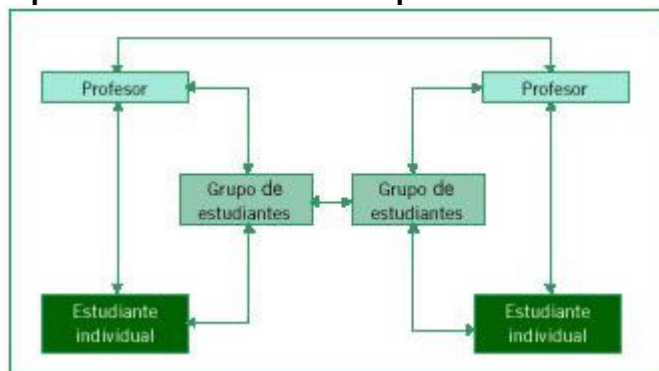 Profesor
Profesor
Grupo de
estudiantes
Grupo de
estudiantes
Estudiante
individual
Estudiante
individual